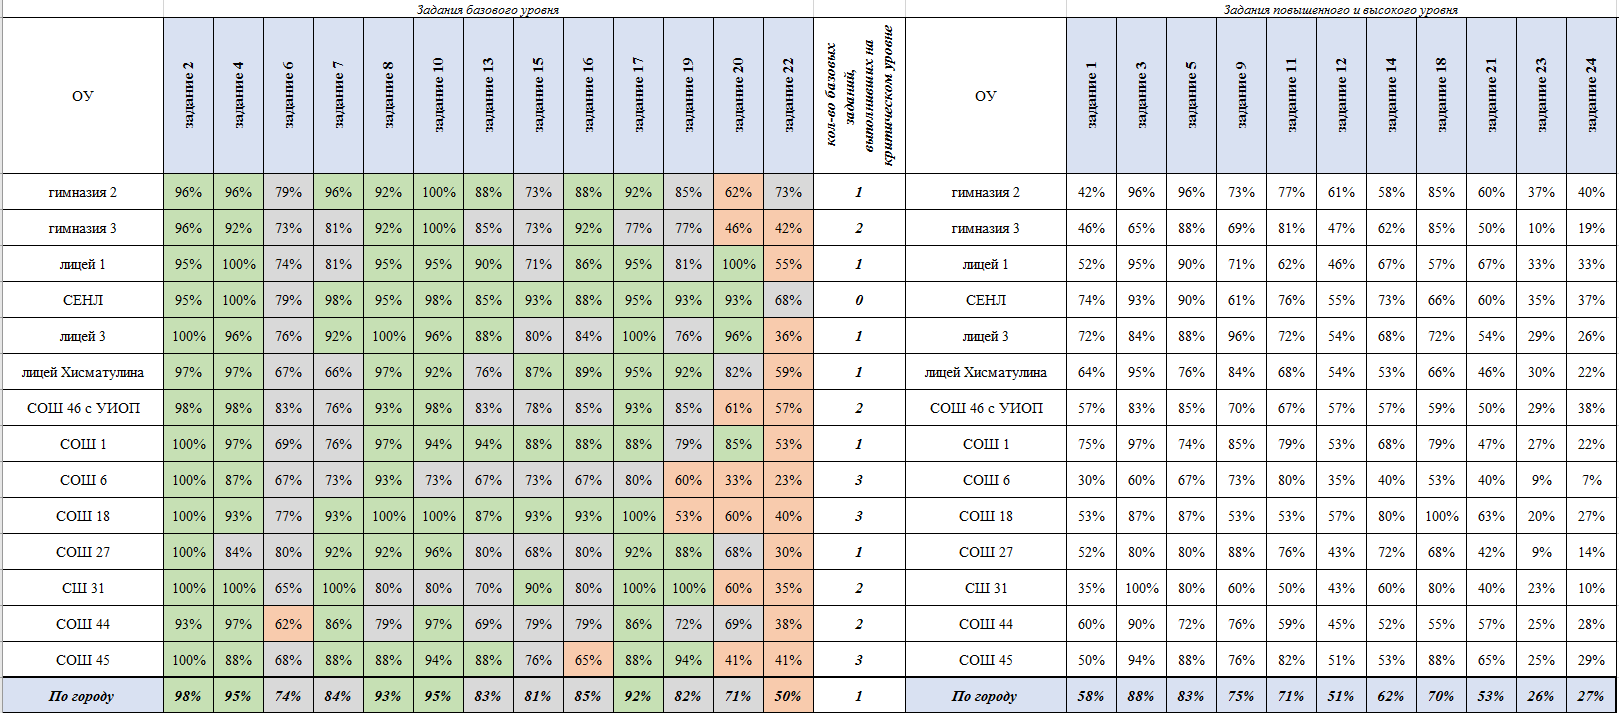 Задания базового уровня Задания повышенного и высокого уровня
ОУ задание 2 задание 4 задание 6 задание 7 задание 8 задание 10 задание 13 задание 15 задание 16 задание 17 задание 19 задание 20 задание 22 кол-во базовых заданий, выполнивших на критическом уровне ОУ задание 1 задание 3 задание 5 задание 9 задание 11 задание 12 задание 14 задание 18 задание 21 задание 23 задание 24
гимназия 2 96% 96% 79% 96% 92% 100% 88% 73% 88% 92% 85% 62% 73% 1 гимназия 2 42% 96% 96% 73% 77% 61% 58% 85% 60% 37% 40%
гимназия 3 96% 92% 73% 81% 92% 100% 85% 73% 92% 77% 77% 46% 42% 2 гимназия 3 46% 65% 88% 69% 81% 47% 62% 85% 50% 10% 19%
лицей 1 95% 100% 74% 81% 95% 95% 90% 71% 86% 95% 81% 100% 55% 1 лицей 1 52% 95% 90% 71% 62% 46% 67% 57% 67% 33% 33%
СЕНЛ 95% 100% 79% 98% 95% 98% 85% 93% 88% 95% 93% 93% 68% 0 СЕНЛ 74% 93% 90% 61% 76% 55% 73% 66% 60% 35% 37%
лицей 3 100% 96% 76% 92% 100% 96% 88% 80% 84% 100% 76% 96% 36% 1 лицей 3 72% 84% 88% 96% 72% 54% 68% 72% 54% 29% 26%
лицей Хисматулина 97% 97% 67% 66% 97% 92% 76% 87% 89% 95% 92% 82% 59% 1 лицей Хисматулина 64% 95% 76% 84% 68% 54% 53% 66% 46% 30% 22%
СОШ 46 с УИОП 98% 98% 83% 76% 93% 98% 83% 78% 85% 93% 85% 61% 57% 2 СОШ 46 с УИОП 57% 83% 85% 70% 67% 57% 57% 59% 50% 29% 38%
СОШ 1 100% 97% 69% 76% 97% 94% 94% 88% 88% 88% 79% 85% 53% 1 СОШ 1 75% 97% 74% 85% 79% 53% 68% 79% 47% 27% 22%
СОШ 6 100% 87% 67% 73% 93% 73% 67% 73% 67% 80% 60% 33% 23% 3 СОШ 6 30% 60% 67% 73% 80% 35% 40% 53% 40% 9% 7%
СОШ 18 100% 93% 77% 93% 100% 100% 87% 93% 93% 100% 53% 60% 40% 3 СОШ 18 53% 87% 87% 53% 53% 57% 80% 100% 63% 20% 27%
СОШ 27 100% 84% 80% 92% 92% 96% 80% 68% 80% 92% 88% 68% 30% 1 СОШ 27 52% 80% 80% 88% 76% 43% 72% 68% 42% 9% 14%
СШ 31 100% 100% 65% 100% 80% 80% 70% 90% 80% 100% 100% 60% 35% 2 СШ 31 35% 100% 80% 60% 50% 43% 60% 80% 40% 23% 10%
СОШ 44 93% 97% 62% 86% 79% 97% 69% 79% 79% 86% 72% 69% 38% 2 СОШ 44 60% 90% 72% 76% 59% 45% 52% 55% 57% 25% 28%
СОШ 45 100% 88% 68% 88% 88% 94% 88% 76% 65% 88% 94% 41% 41% 3 СОШ 45 50% 94% 88% 76% 82% 51% 53% 88% 65% 25% 29%
По городу 98% 95% 74% 84% 93% 95% 83% 81% 85% 92% 82% 71% 50% 1 По городу 58% 88% 83% 75% 71% 51% 62% 70% 53% 26% 27%